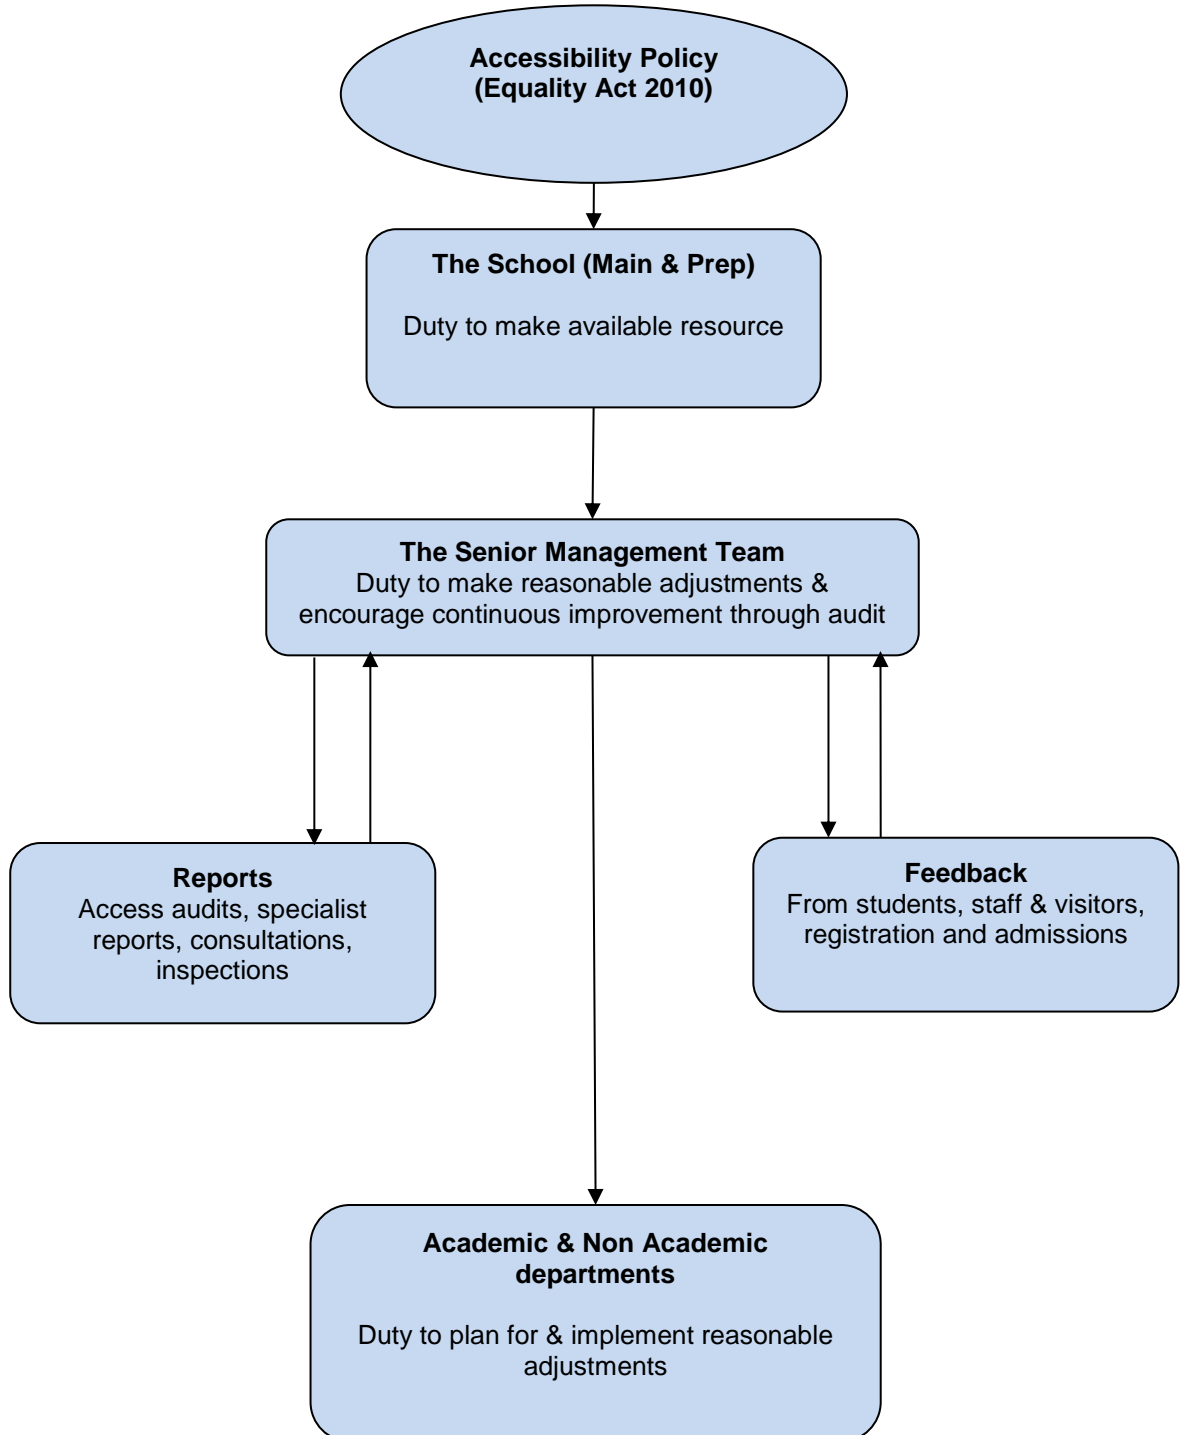 Accessibility Policy
(Equality Act 2010)
The School (Main & Prep)
Duty to make available resource
The Senior Management Team
Duty to make reasonable adjustments &
encourage continuous improvement through audit
Reports
Access audits, specialist
reports, consultations,
inspections
Feedback
From students, staff & visitors,
registration and admissions
Academic & Non Academic
departments
Duty to plan for & implement reasonable
adjustments